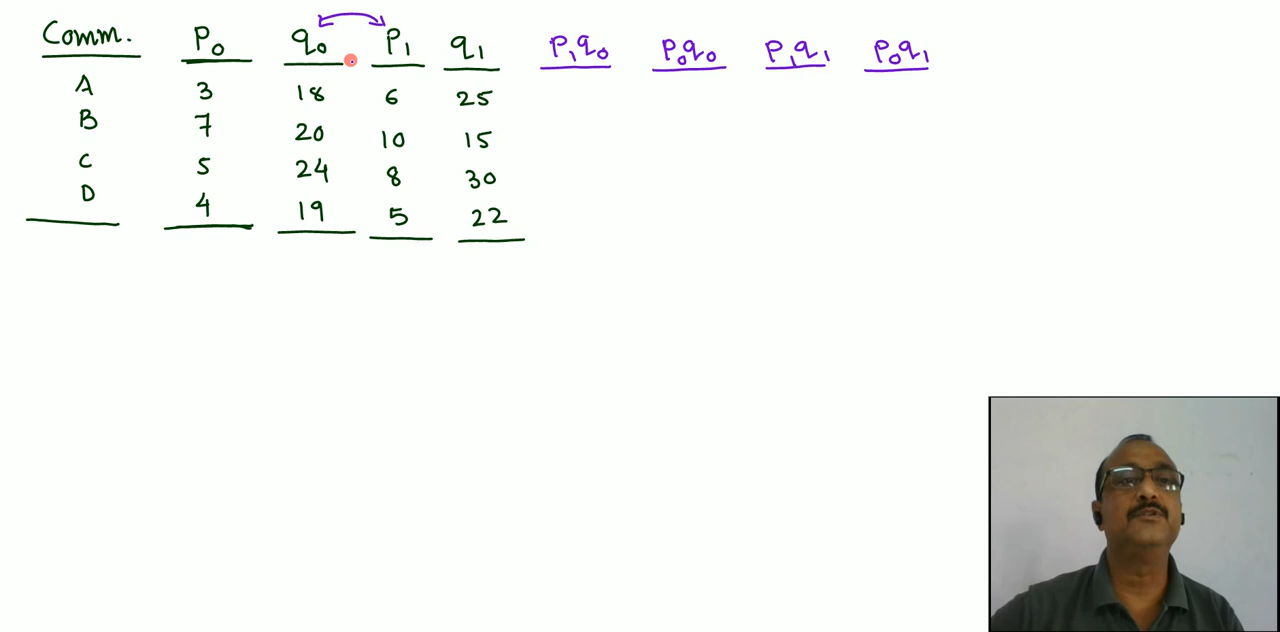 Comm. P₀ q₀ P₁ q₁ P₁q₀ P₀q₀ P₁q₁ P₀q₁
A 3 18 6 25
B 7 20 10 15
C 5 24 8 30
D 4 19 5 22